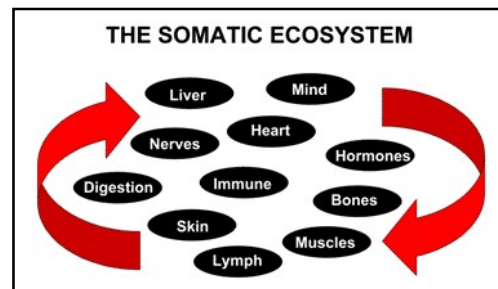 THE SOMATIC ECOSYSTEM
Liver
Mind
Nerves
Heart
Hormones
Digestion
Immune
Bones
Skin
Muscles
Lymph